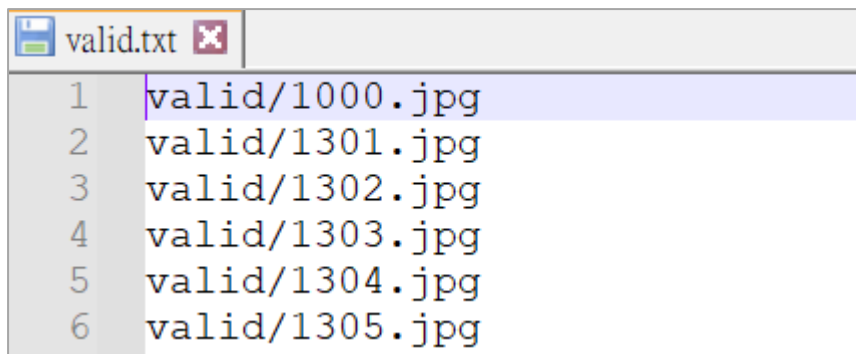 valid.txt
1 valid/1000.jpg
2 valid/1301.jpg
3 valid/1302.jpg
4 valid/1303.jpg
5 valid/1304.jpg
6 valid/1305.jpg